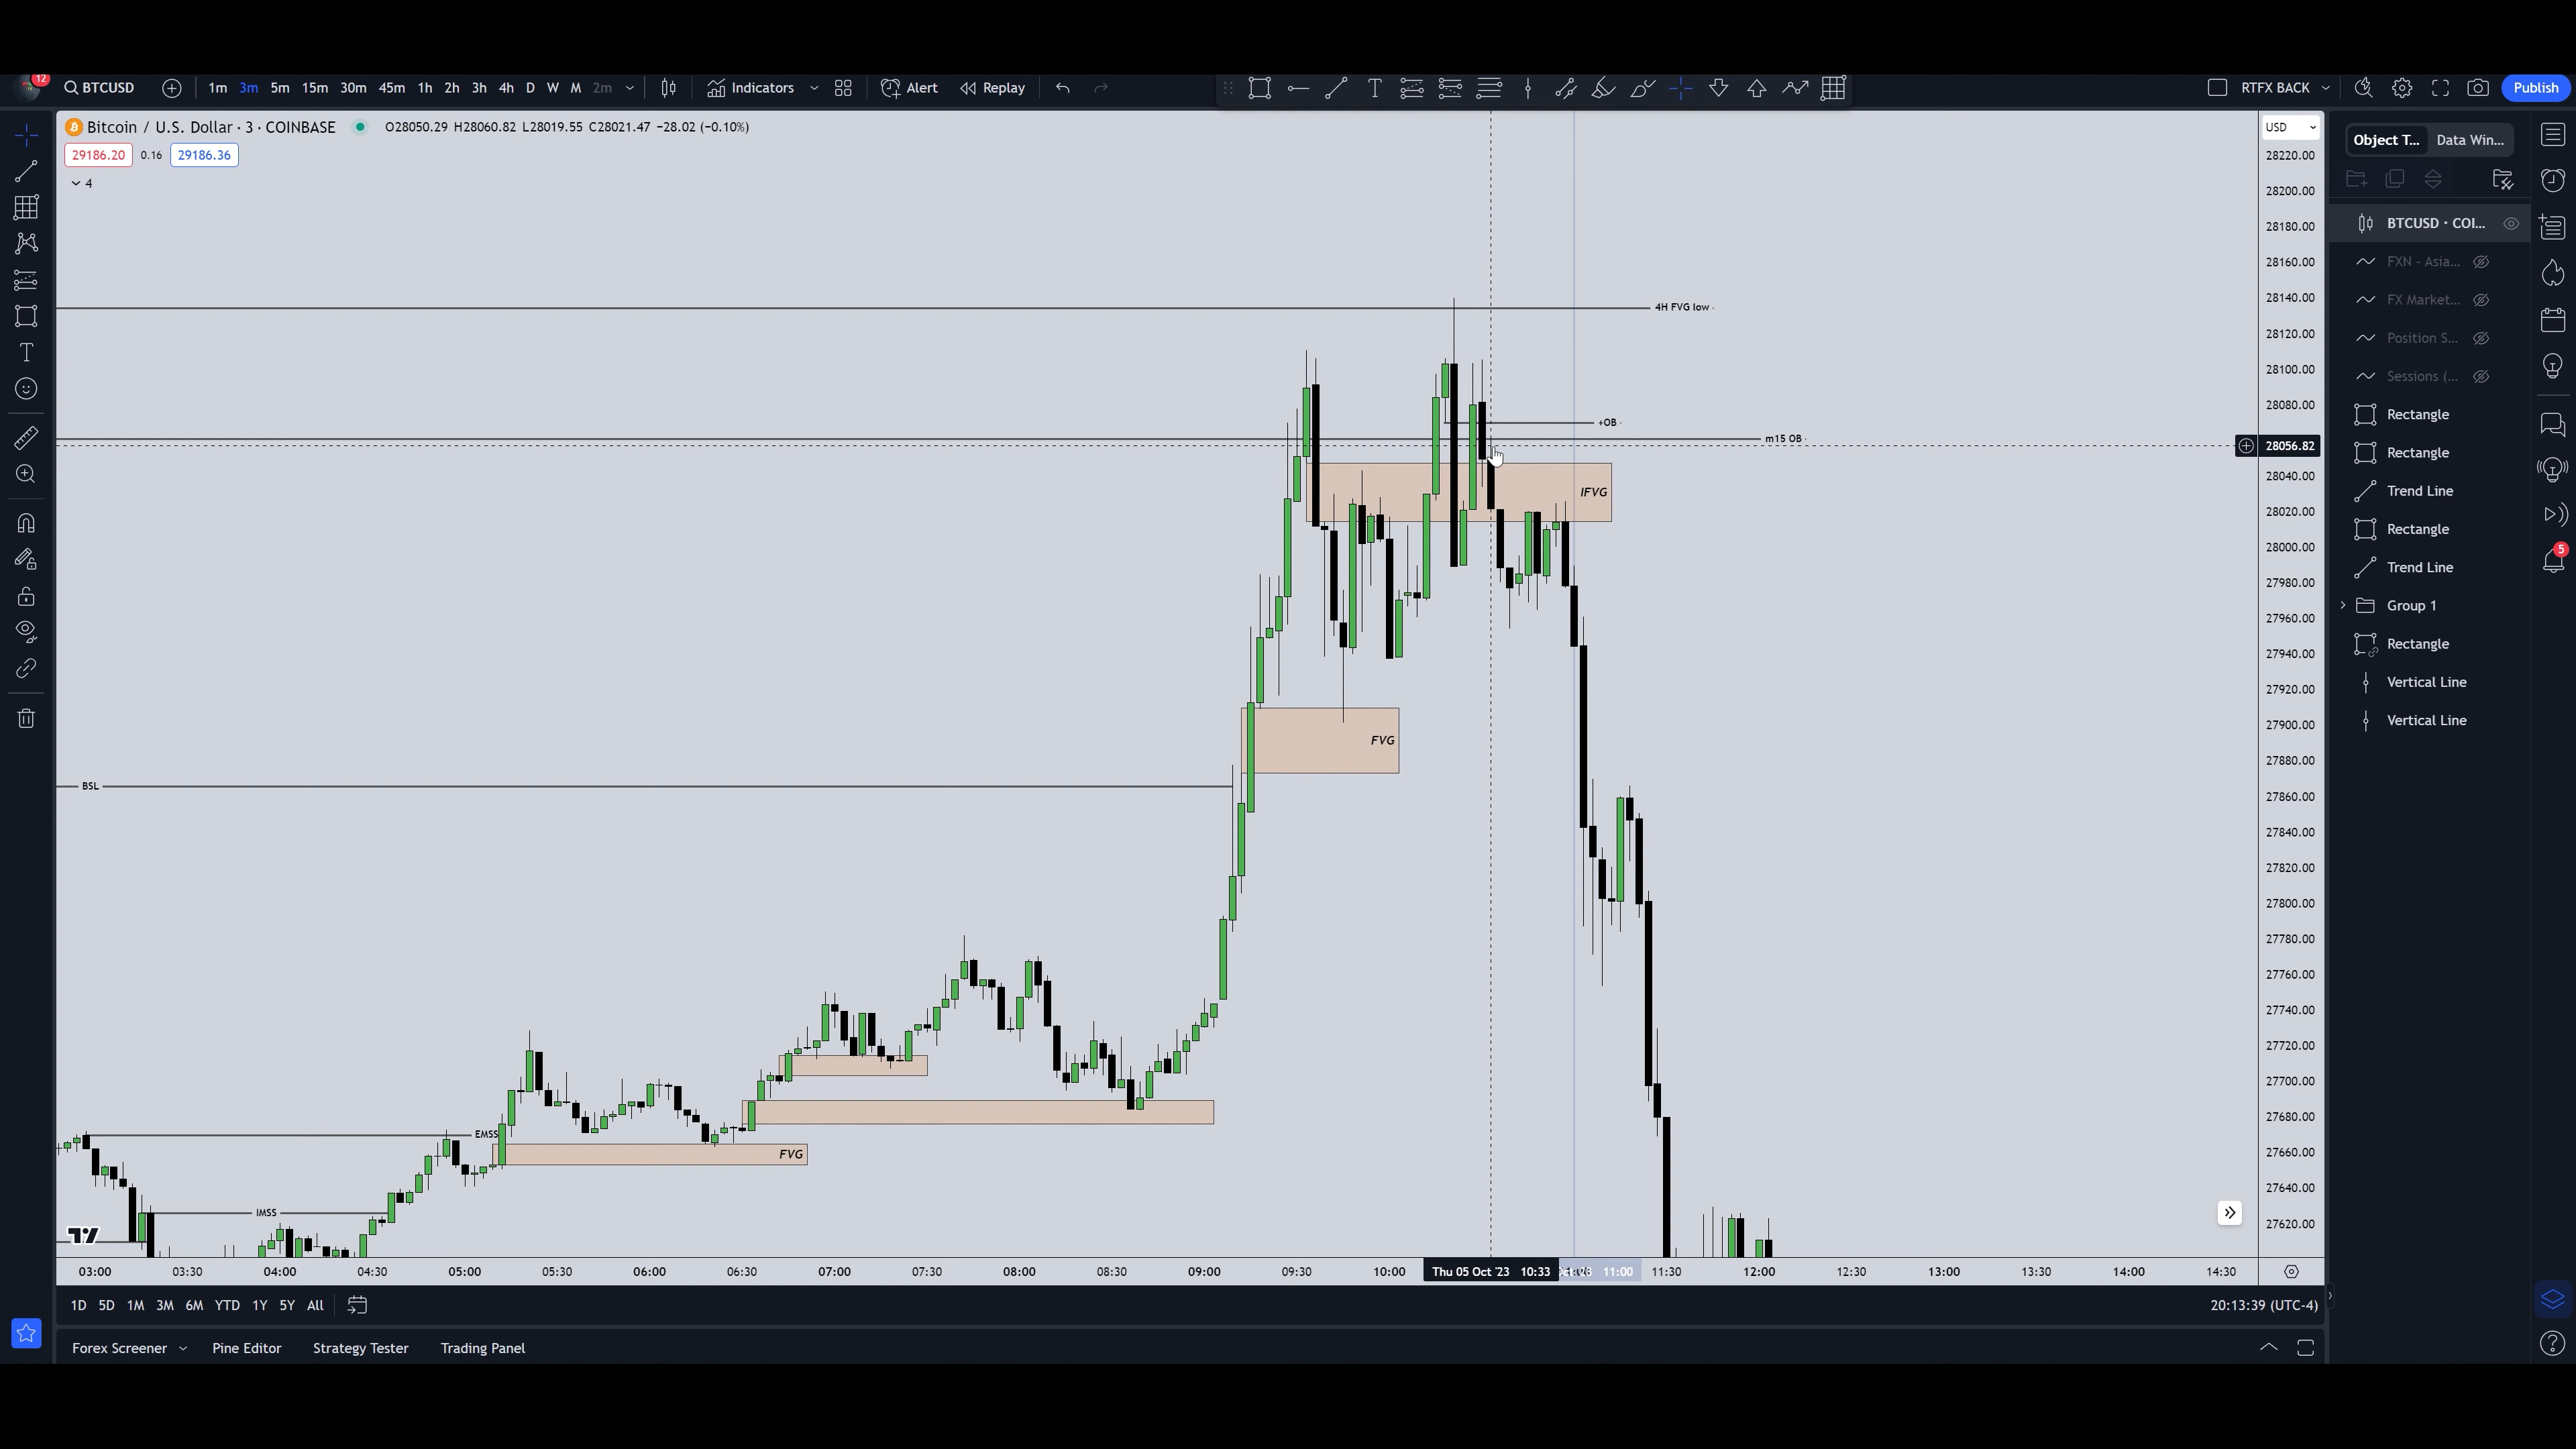 12
BTCUSD 1m 3m 5m 15m 30m 45m 1h 2h 3h 4h D W M 2m Indicators Alert Replay T RTFX BACK Publish
Bitcoin / U.S. Dollar · 3 · COINBASE O28050.29 H28060.82 L28019.55 C28021.47 −28.02 (−0.10%)
29186.20 0.16 29186.36
4
USD
28220.00
28200.00
28180.00
28160.00
28140.00
28120.00
28100.00
28080.00
28056.82
28040.00
28020.00
28000.00
27980.00
27960.00
27940.00
27920.00
27900.00
27880.00
27860.00
27840.00
27820.00
27800.00
27780.00
27760.00
27740.00
27720.00
27700.00
27680.00
27660.00
27640.00
27620.00
4H FVG low
+OB
m15 OB
IFVG
FVG
BSL
EMSS
FVG
IMSS
03:00 03:30 04:00 04:30 05:00 05:30 06:00 06:30 07:00 07:30 08:00 08:30 09:00 09:30 10:00 Thu 05 Oct '23 10:33 11:00 11:30 12:00 12:30 13:00 13:30 14:00 14:30
1D 5D 1M 3M 6M YTD 1Y 5Y All 20:13:39 (UTC-4)
Forex Screener Pine Editor Strategy Tester Trading Panel
Object T... Data Win...
BTCUSD · COI...
FXN - Asia...
FX Market...
Position S...
Sessions (...
Rectangle
Rectangle
Trend Line
Rectangle
Trend Line
Group 1
Rectangle
Vertical Line
Vertical Line
5